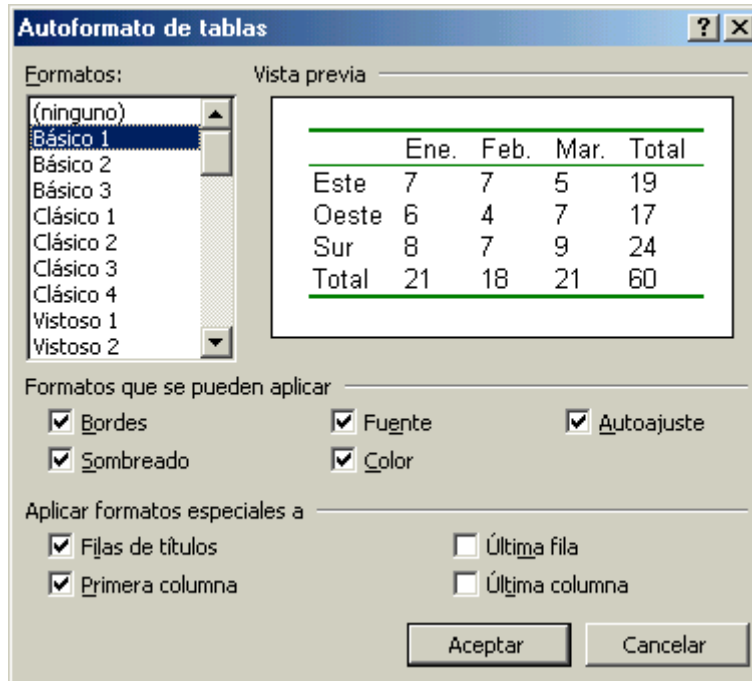 Autoformato de tablas
Formatos:
(ninguno)
Básico 1
Básico 2
Básico 3
Clásico 1
Clásico 2
Clásico 3
Clásico 4
Vistoso 1
Vistoso 2
Vista previa
Ene. Feb. Mar. Total
Este 7 7 5 19
Oeste 6 4 7 17
Sur 8 7 9 24
Total 21 18 21 60
Formatos que se pueden aplicar
Bordes Fuente Autoajuste
Sombreado Color
Aplicar formatos especiales a
Filas de títulos Última fila
Primera columna Última columna
Aceptar Cancelar